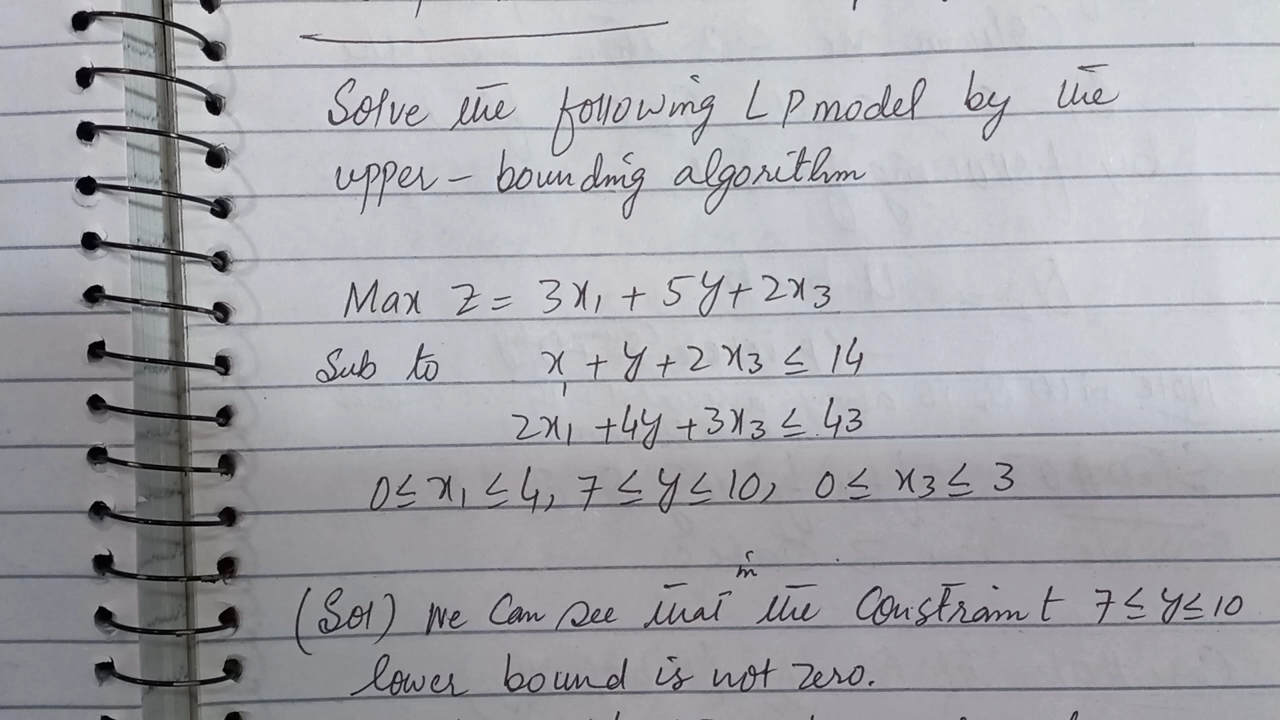 Solve the following LP model by the
upper - bounding algorithm
Max Z = 3x₁ + 5y + 2x₃
Sub to x₁ + y + 2x₃ ≤ 14
2x₁ + 4y + 3x₃ ≤ 43
0 ≤ x₁ ≤ 4, 7 ≤ y ≤ 10, 0 ≤ x₃ ≤ 3
(Sol) we can see that in the constraint 7 ≤ y ≤ 10
lower bound is not zero.